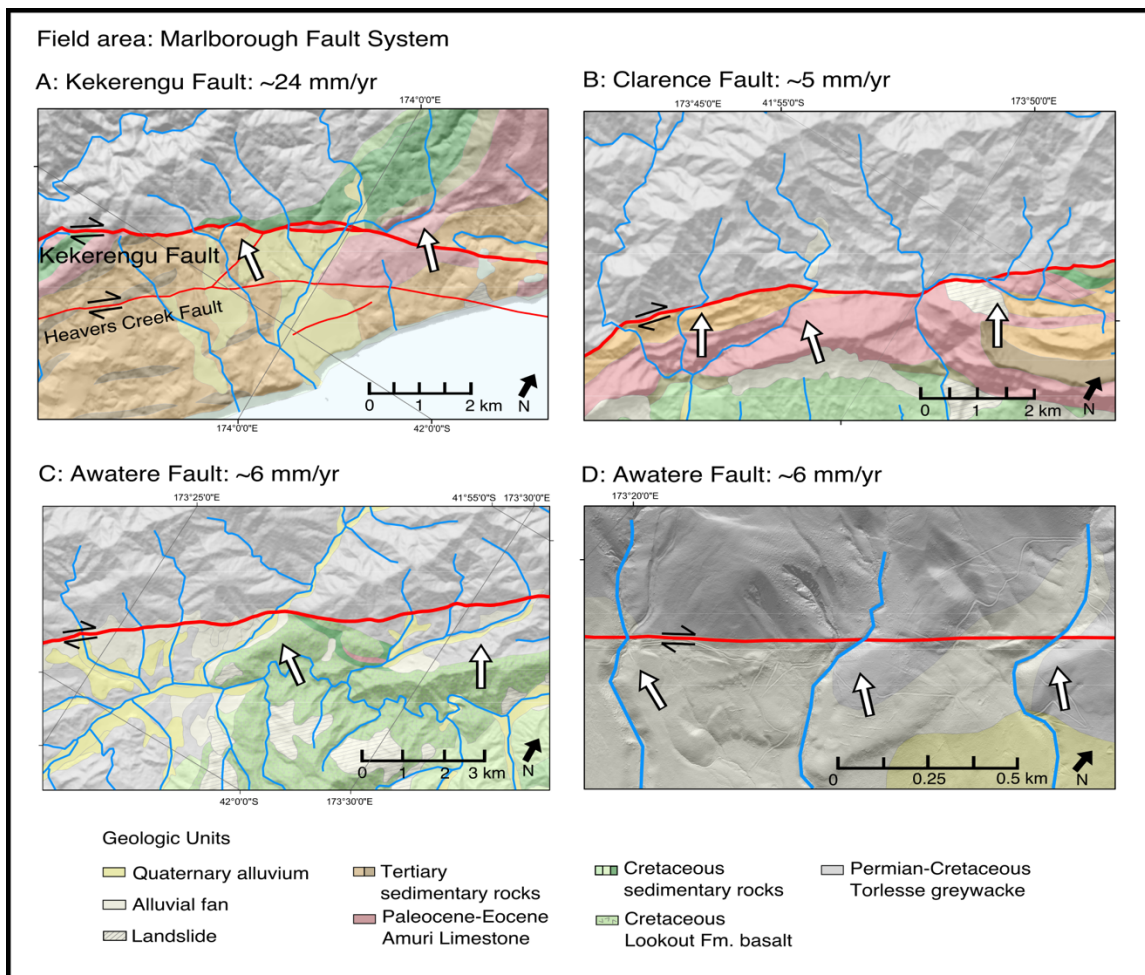 Field area: Marlborough Fault System
A: Kekerengu Fault: ~24 mm/yr
174°0'0"E
Kekerengu Fault
Heavers Creek Fault
0 1 2 km
N
174°0'0"E
42°0'0"S
B: Clarence Fault: ~5 mm/yr
173°45'0"E
41°55'0"S
173°50'0"E
0 1 2 km
N
C: Awatere Fault: ~6 mm/yr
173°25'0"E
41°55'0"S
173°30'0"E
0 1 2 3 km
N
42°0'0"S
173°30'0"E
D: Awatere Fault: ~6 mm/yr
173°20'0"E
0 0.25 0.5 km
N
Geologic Units
Quaternary alluvium
Alluvial fan
Landslide
Tertiary
sedimentary rocks
Paleocene-Eocene
Amuri Limestone
Cretaceous
sedimentary rocks
Cretaceous
Lookout Fm. basalt
Permian-Cretaceous
Torlesse greywacke